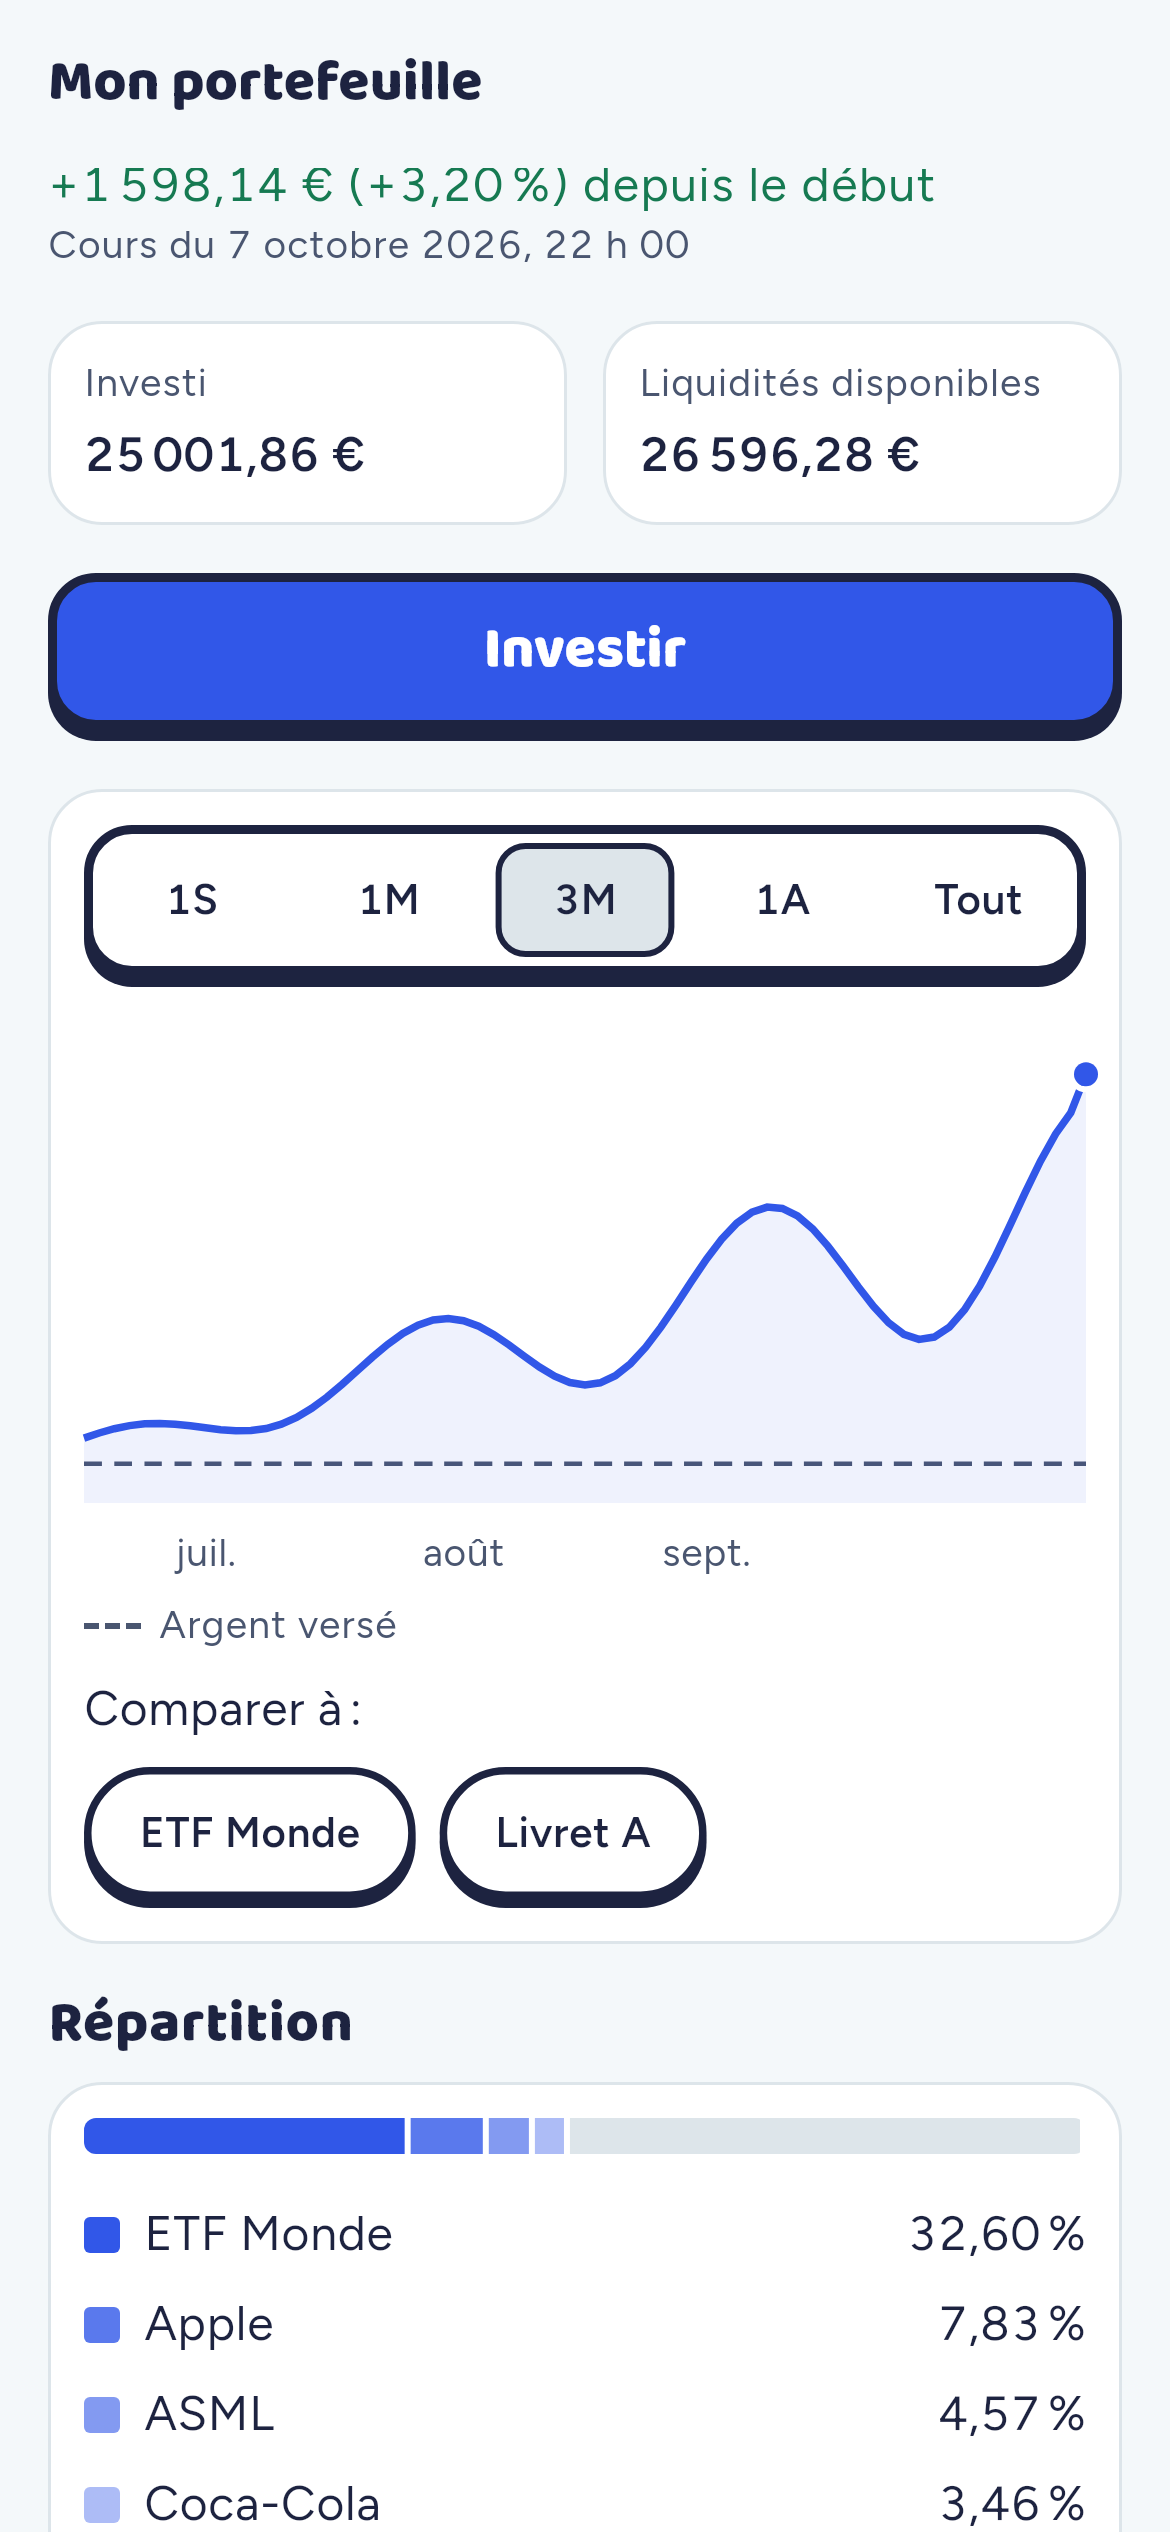 Mon portefeuille
+1 598,14 € (+3,20 %) depuis le début
Cours du 7 octobre 2026, 22 h 00
Investi
25 001,86 €
Liquidités disponibles
26 596,28 €
Investir
1S 1M 3M 1A Tout
juil. août sept.
Argent versé
Comparer à :
ETF Monde Livret A
Répartition
ETF Monde 32,60 %
Apple 7,83 %
ASML 4,57 %
Coca-Cola 3,46 %